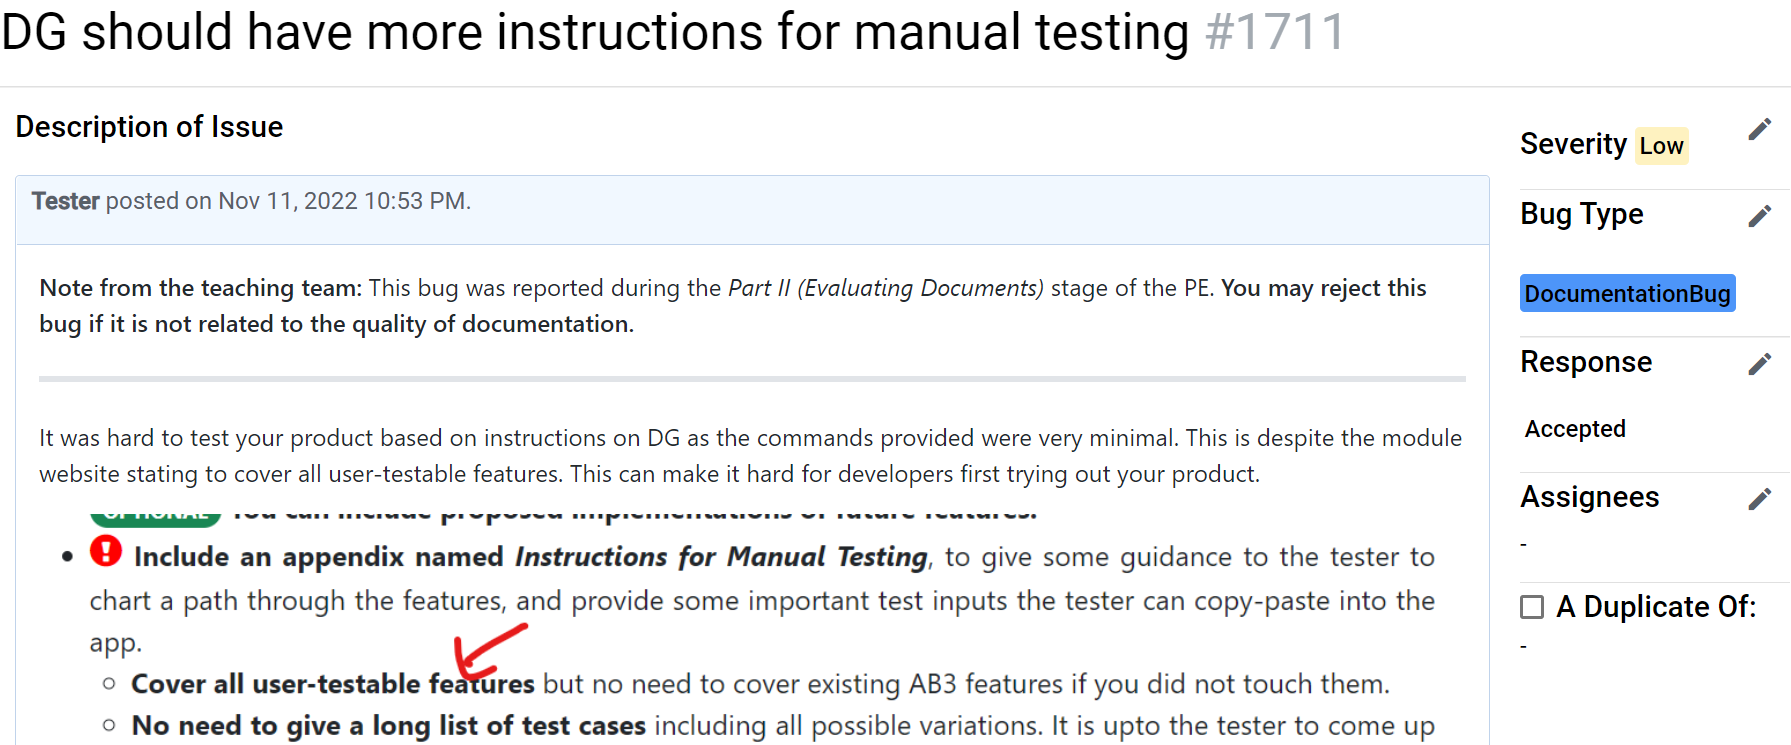 DG should have more instructions for manual testing #1711
Description of Issue
Tester posted on Nov 11, 2022 10:53 PM.
Note from the teaching team: This bug was reported during the Part II (Evaluating Documents) stage of the PE. You may reject this
bug if it is not related to the quality of documentation.
It was hard to test your product based on instructions on DG as the commands provided were very minimal. This is despite the module
website stating to cover all user-testable features. This can make it hard for developers first trying out your product.
OPTIONAL You can include proposed implementations of future features.
• ! Include an appendix named Instructions for Manual Testing, to give some guidance to the tester to
chart a path through the features, and provide some important test inputs the tester can copy-paste into the
app.
○ Cover all user-testable features but no need to cover existing AB3 features if you did not touch them.
○ No need to give a long list of test cases including all possible variations. It is upto the tester to come up
Severity Low
Bug Type
DocumentationBug
Response
Accepted
Assignees
-
A Duplicate Of:
-